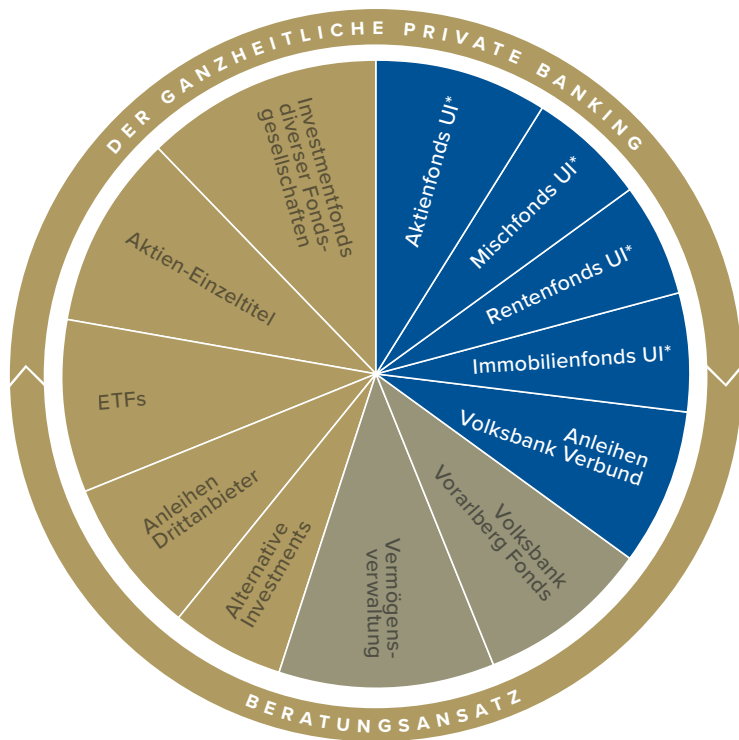 DER GANZHEITLICHE PRIVATE BANKING
Aktienfonds UI*
Mischfonds UI*
Rentenfonds UI*
Immobilienfonds UI*
Anleihen
Volksbank Verbund
Volksbank
Vorarlberg Fonds
Vermögens-
verwaltung
Alternative
Investments
Anleihen
Drittanbieter
ETFs
Aktien-Einzeltitel
Investmentfonds
diverser Fonds-
gesellschaften
BERATUNGSANSATZ